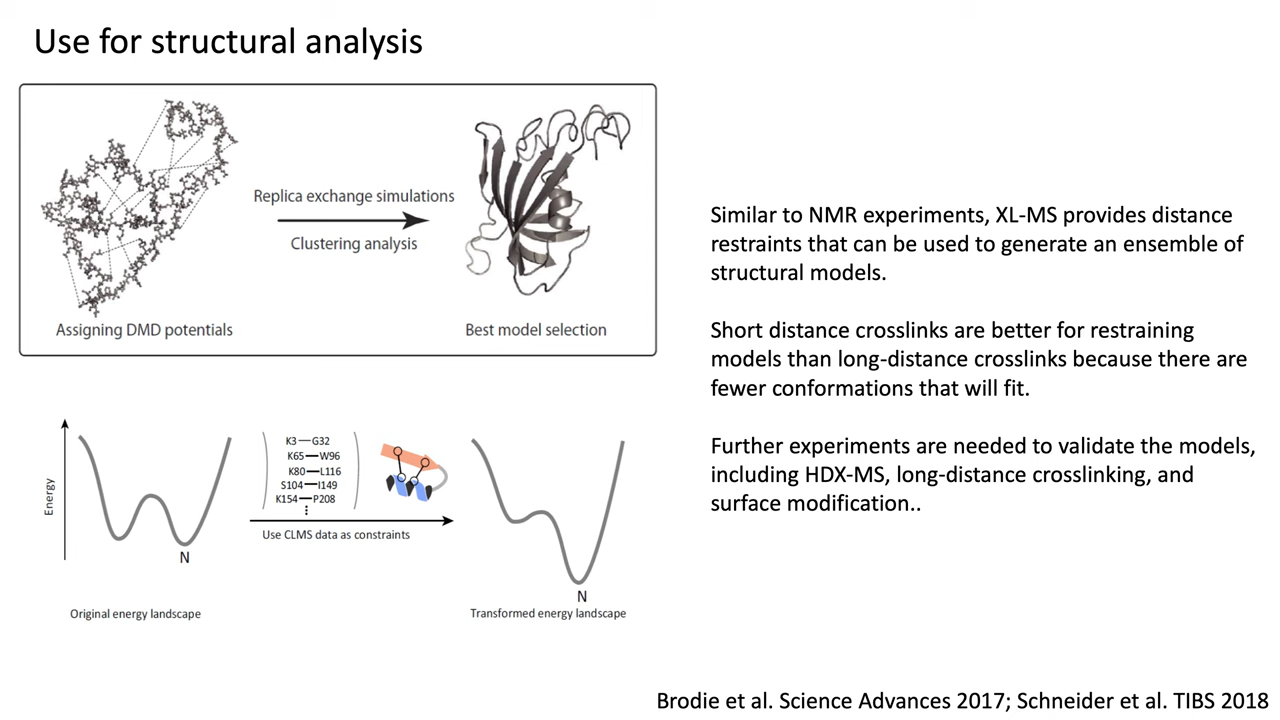 Use for structural analysis
Replica exchange simulations
Clustering analysis
Assigning DMD potentials
Best model selection
Similar to NMR experiments, XL-MS provides distance
restraints that can be used to generate an ensemble of
structural models.
Short distance crosslinks are better for restraining
models than long-distance crosslinks because there are
fewer conformations that will fit.
Further experiments are needed to validate the models,
including HDX-MS, long-distance crosslinking, and
surface modification..
Energy
N
Original energy landscape
K3—G32
K65—W96
K80—L116
S104—I149
K154—P208
⋮
Use CLMS data as constraints
N
Transformed energy landscape
Brodie et al. Science Advances 2017; Schneider et al. TIBS 2018